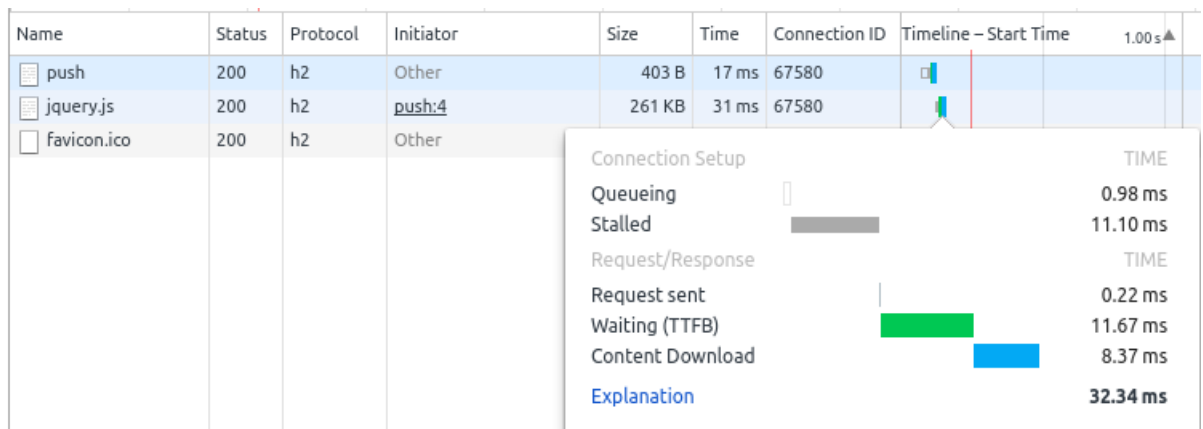 Name Status Protocol Initiator Size Time Connection ID Timeline – Start Time 1.00 s▲
push 200 h2 Other 403 B 17 ms 67580
jquery.js 200 h2 push:4 261 KB 31 ms 67580
favicon.ico 200 h2 Other
Connection Setup TIME
Queueing 0.98 ms
Stalled 11.10 ms
Request/Response TIME
Request sent 0.22 ms
Waiting (TTFB) 11.67 ms
Content Download 8.37 ms
Explanation 32.34 ms